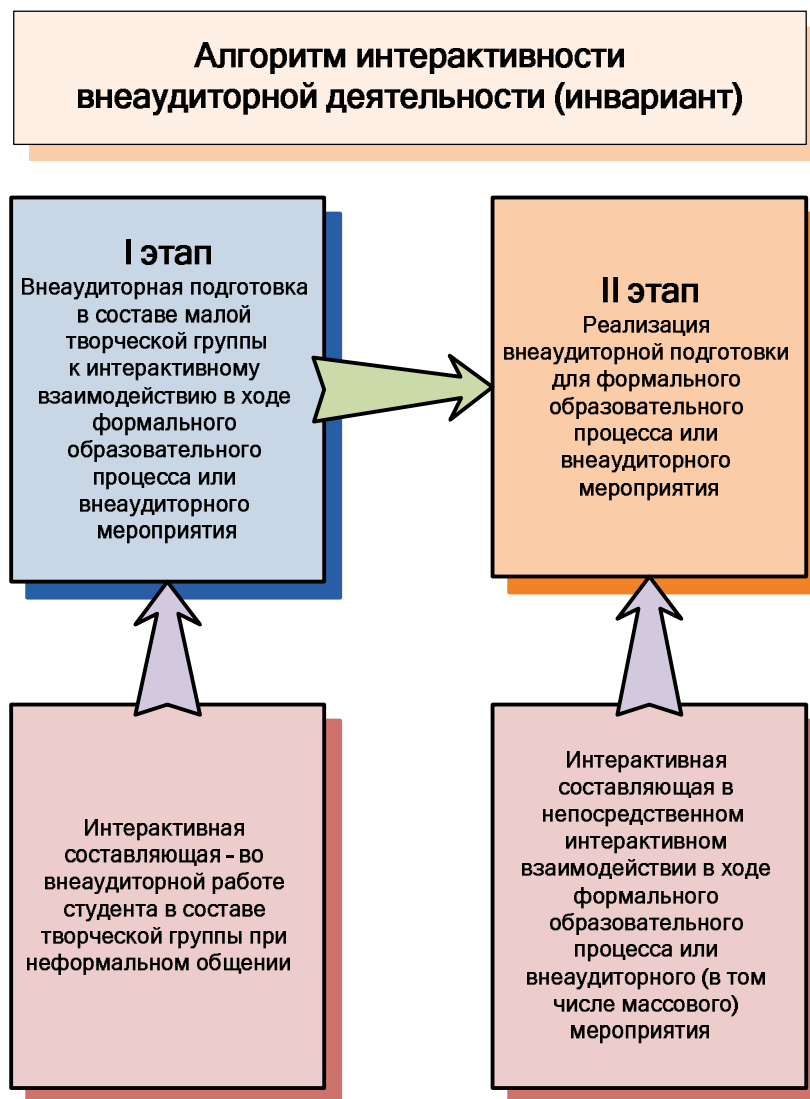 Алгоритм интерактивности
внеаудиторной деятельности (инвариант)
I этап
Внеаудиторная подготовка
в составе малой
творческой группы
к интерактивному
взаимодействию в ходе
формального
образовательного
процесса или
внеаудиторного
мероприятия
II этап
Реализация
внеаудиторной подготовки
для формального
образовательного
процесса или
внеаудиторного
мероприятия
Интерактивная
составляющая - во
внеаудиторной работе
студента в составе
творческой группы при
неформальном общении
Интерактивная
составляющая в
непосредственном
интерактивном
взаимодействии в ходе
формального
образовательного
процесса или
внеаудиторного (в том
числе массового)
мероприятия